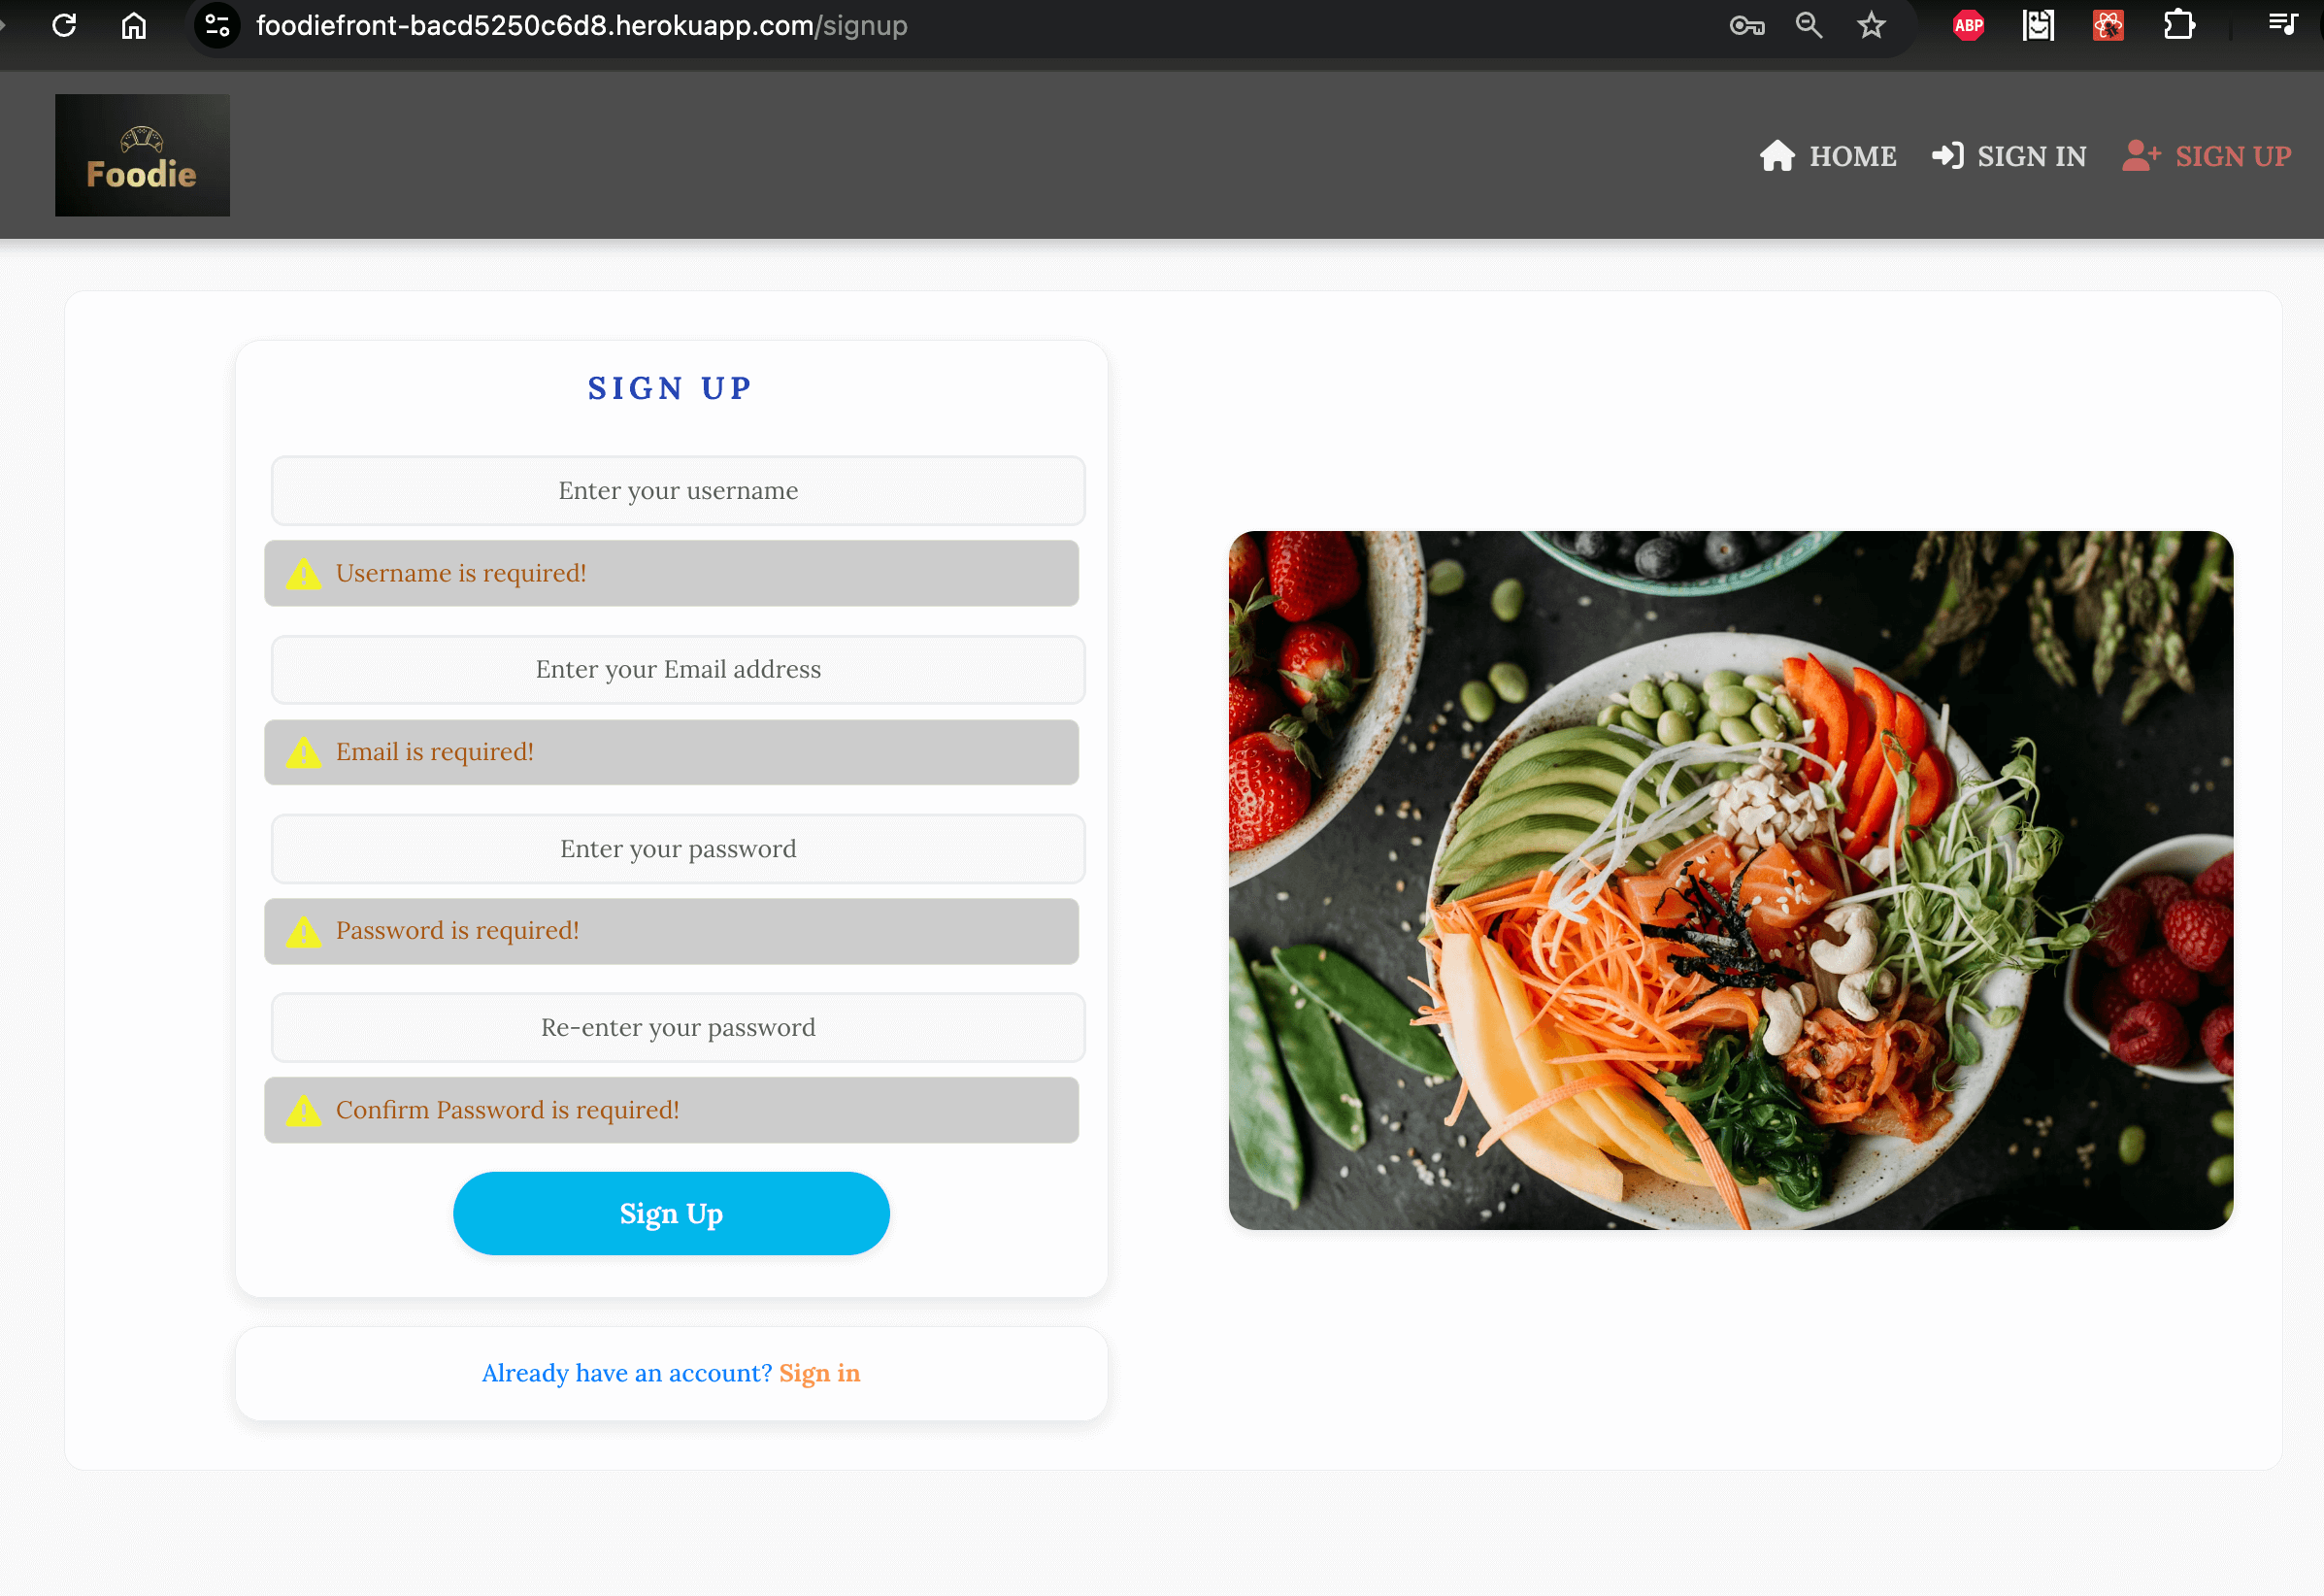 foodiefront-bacd5250c6d8.herokuapp.com/signup
ABP
Foodie
HOME
SIGN IN
SIGN UP
SIGN UP
Enter your username
Username is required!
Enter your Email address
Email is required!
Enter your password
Password is required!
Re-enter your password
Confirm Password is required!
Sign Up
Already have an account? Sign in